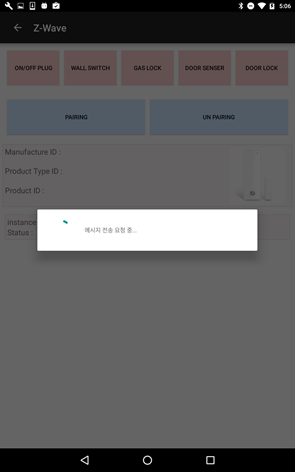 5:06
Z-Wave
ON/OFF PLUG
WALL SWITCH
GAS LOCK
DOOR SENSER
DOOR LOCK
PAIRING
UN PAIRING
Manufacture ID :
Product Type ID :
Product ID :
instance
Status :
메시지 전송 요청 중...